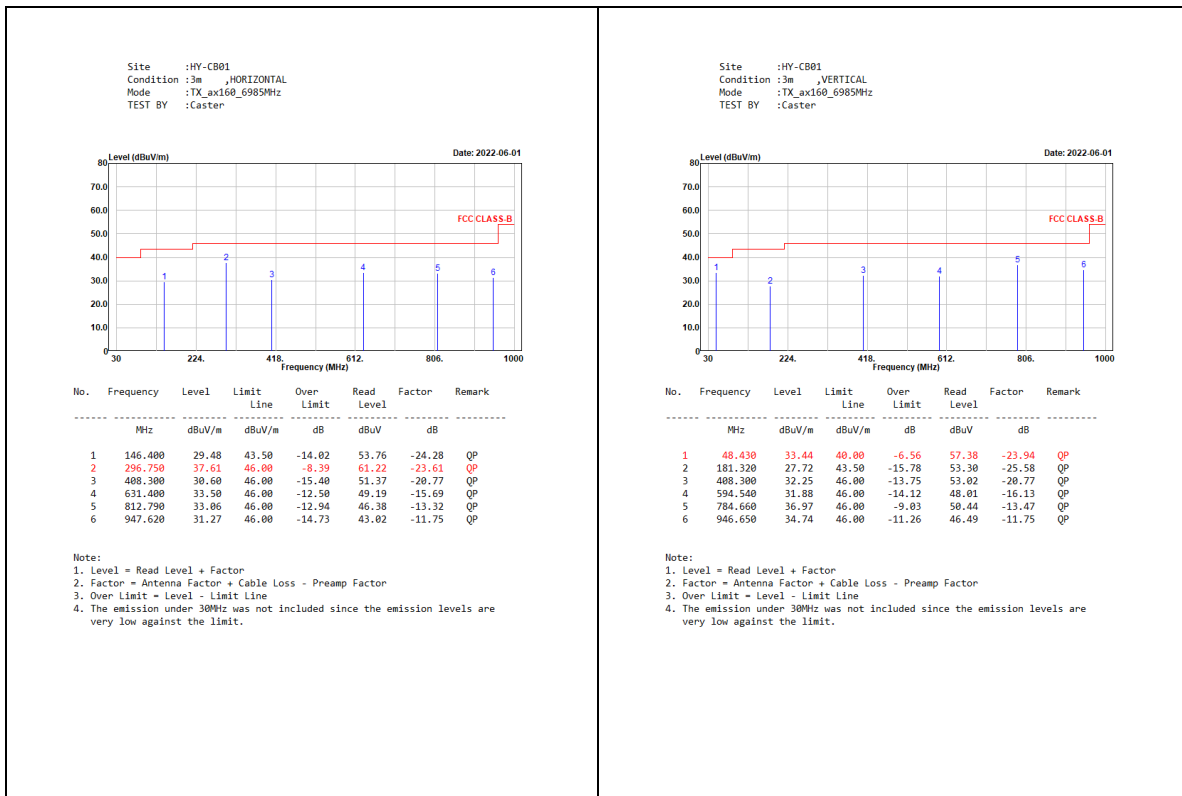 Site      :HY-CB01
Condition :3m    ,HORIZONTAL
Mode      :TX_ax160_6985MHz
TEST BY   :Caster
Level (dBuV/m)
Date: 2022-06-01
80
70.0
60.0
FCC CLASS-B
50.0
40.0
30.0
20.0
10.0
0
1
2
3
4
5
6
30 224. 418. 612. 806. 1000
Frequency (MHz)
No. Frequency Level Limit Over Read Factor Remark
Line Limit Level
------ ----------- -------- --------- -------- -------- -------- ---------
MHz dBuV/m dBuV/m dB dBuV dB
1 146.400 29.48 43.50 -14.02 53.76 -24.28 QP
2 296.750 37.61 46.00 -8.39 61.22 -23.61 QP
3 408.300 30.60 46.00 -15.40 51.37 -20.77 QP
4 631.400 33.50 46.00 -12.50 49.19 -15.69 QP
5 812.790 33.06 46.00 -12.94 46.38 -13.32 QP
6 947.620 31.27 46.00 -14.73 43.02 -11.75 QP
Note:
1. Level = Read Level + Factor
2. Factor = Antenna Factor + Cable Loss - Preamp Factor
3. Over Limit = Level - Limit Line
4. The emission under 30MHz was not included since the emission levels are
very low against the limit.
Site      :HY-CB01
Condition :3m    ,VERTICAL
Mode      :TX_ax160_6985MHz
TEST BY   :Caster
Level (dBuV/m)
Date: 2022-06-01
80
70.0
60.0
FCC CLASS-B
50.0
40.0
30.0
20.0
10.0
0
1
2
3
4
5
6
30 224. 418. 612. 806. 1000
Frequency (MHz)
No. Frequency Level Limit Over Read Factor Remark
Line Limit Level
------ ----------- -------- --------- -------- -------- -------- ---------
MHz dBuV/m dBuV/m dB dBuV dB
1 48.430 33.44 40.00 -6.56 57.38 -23.94 QP
2 181.320 27.72 43.50 -15.78 53.30 -25.58 QP
3 408.300 32.25 46.00 -13.75 53.02 -20.77 QP
4 594.540 31.88 46.00 -14.12 48.01 -16.13 QP
5 784.660 36.97 46.00 -9.03 50.44 -13.47 QP
6 946.650 34.74 46.00 -11.26 46.49 -11.75 QP
Note:
1. Level = Read Level + Factor
2. Factor = Antenna Factor + Cable Loss - Preamp Factor
3. Over Limit = Level - Limit Line
4. The emission under 30MHz was not included since the emission levels are
very low against the limit.